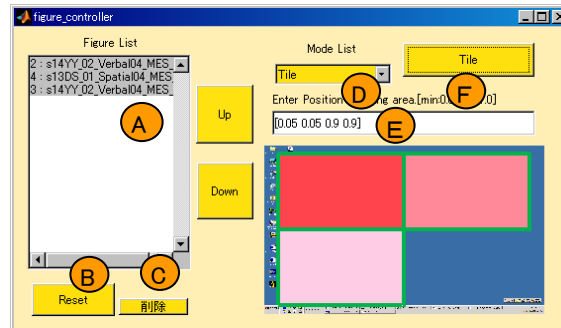 figure_controller
Figure List
Mode List
2 : s14YY_02_Verbal04_MES_
4 : s13DS_01_Spatial04_MES_
3 : s14YY_02_Verbal04_MES_
A
Tile
D
Tile
F
Up
Enter Position
g area.[min:0.
.0]
[0.05 0.05 0.9 0.9]
E
Down
B
C
Reset
削除